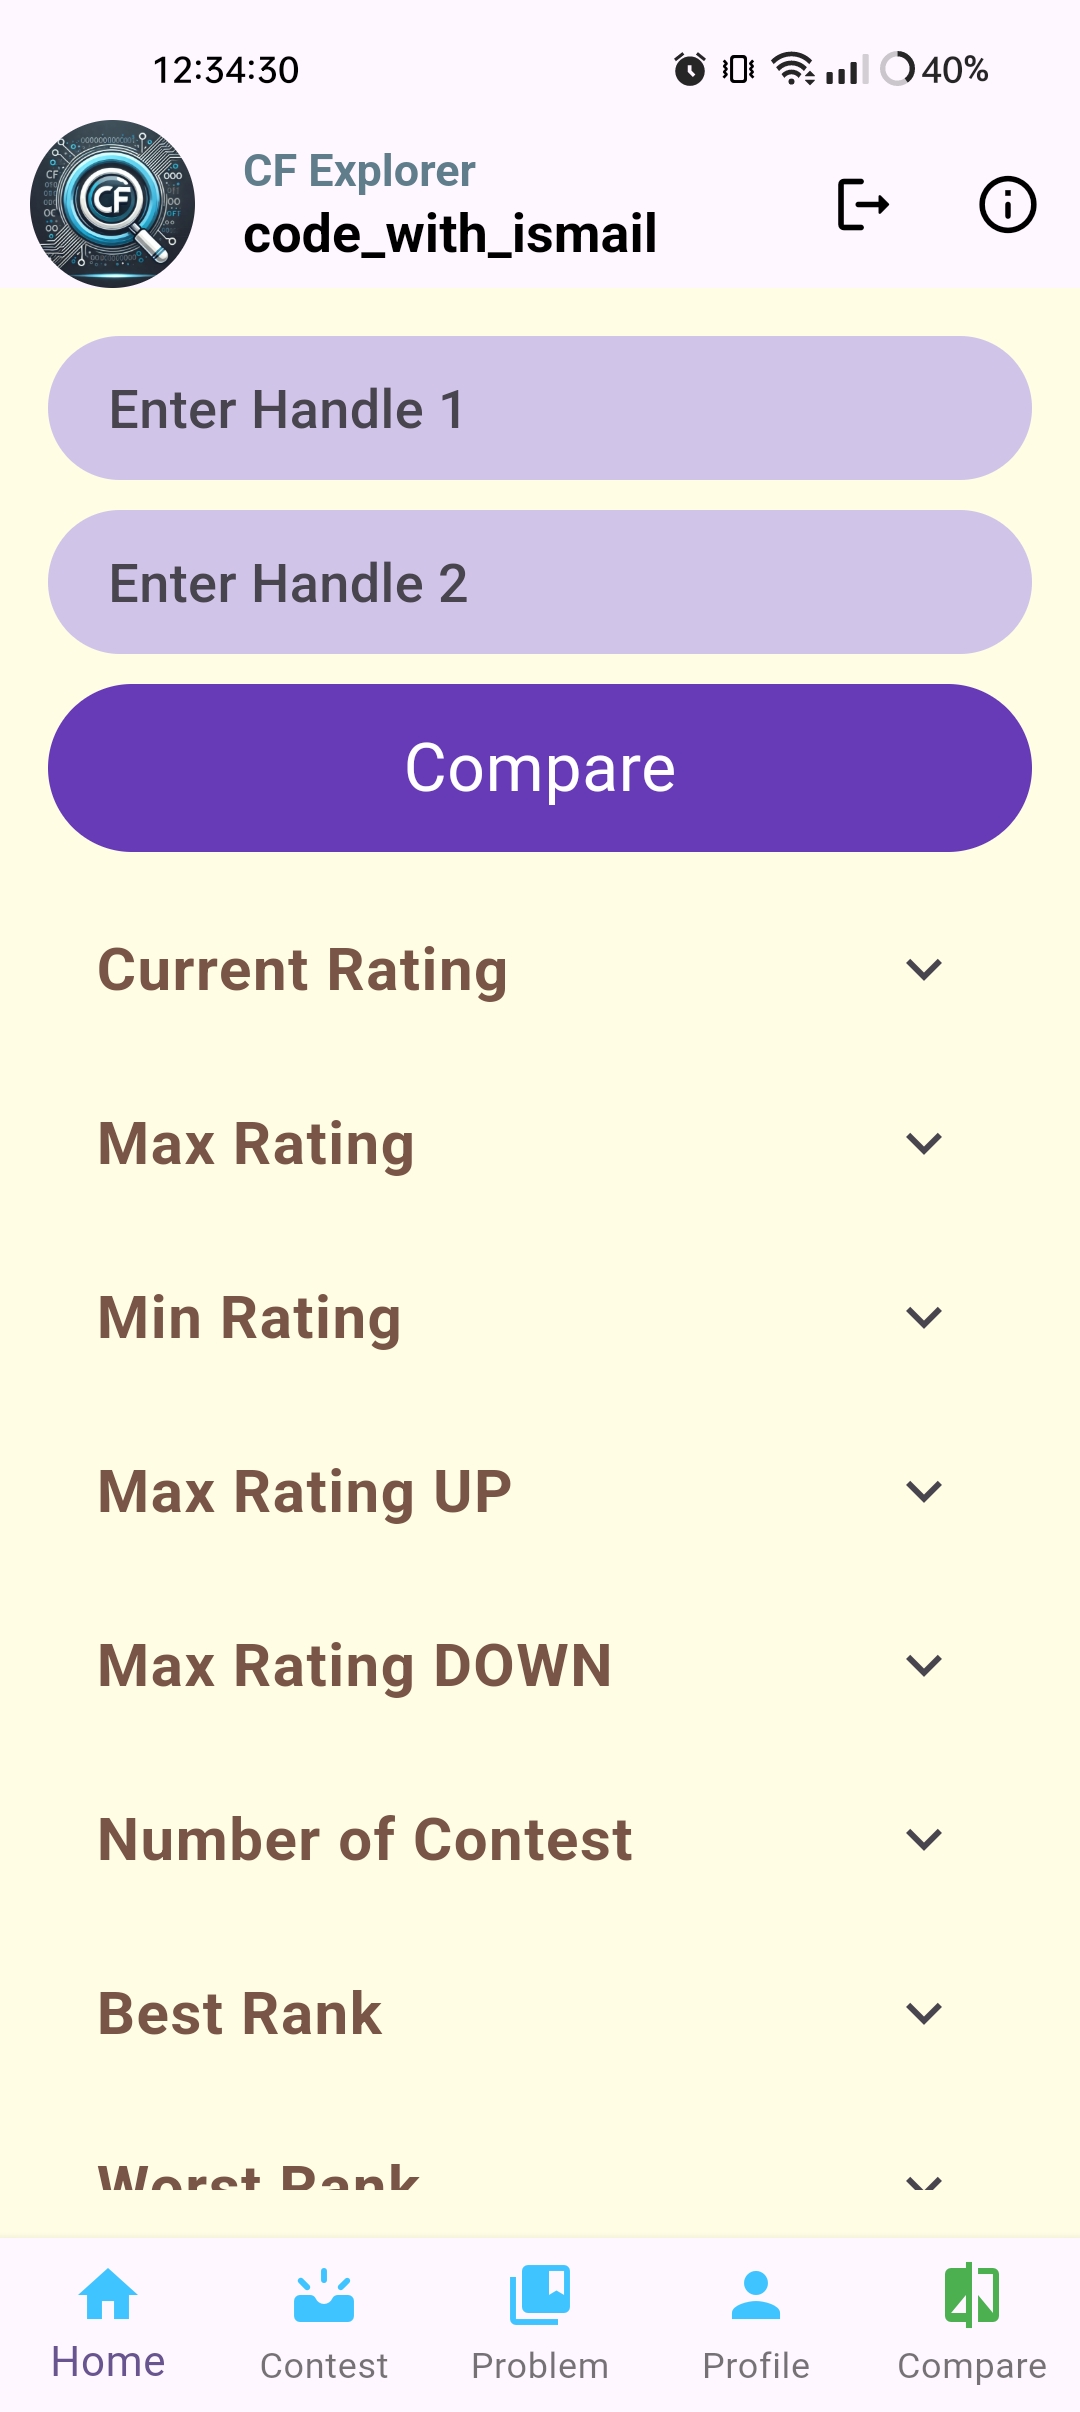 12:34:30
40%
CF
CF Explorer
code_with_ismail
Enter Handle 1
Enter Handle 2
Compare
Current Rating
Max Rating
Min Rating
Max Rating UP
Max Rating DOWN
Number of Contest
Best Rank
Worst Rank
Home
Contest
Problem
Profile
Compare